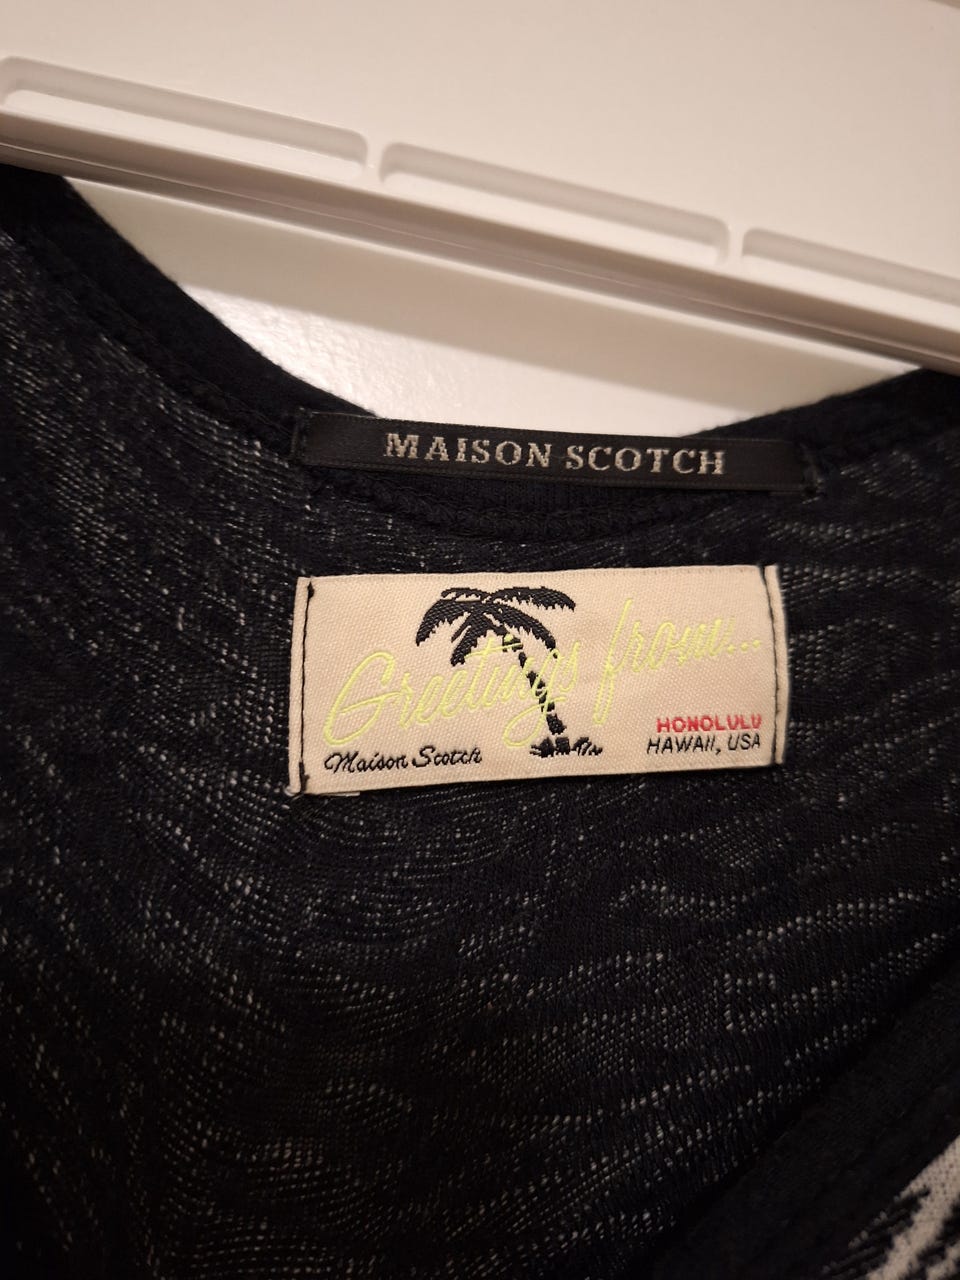 MAISON SCOTCH
Greetings from...
Maison Scotch
HONOLULU
HAWAII, USA